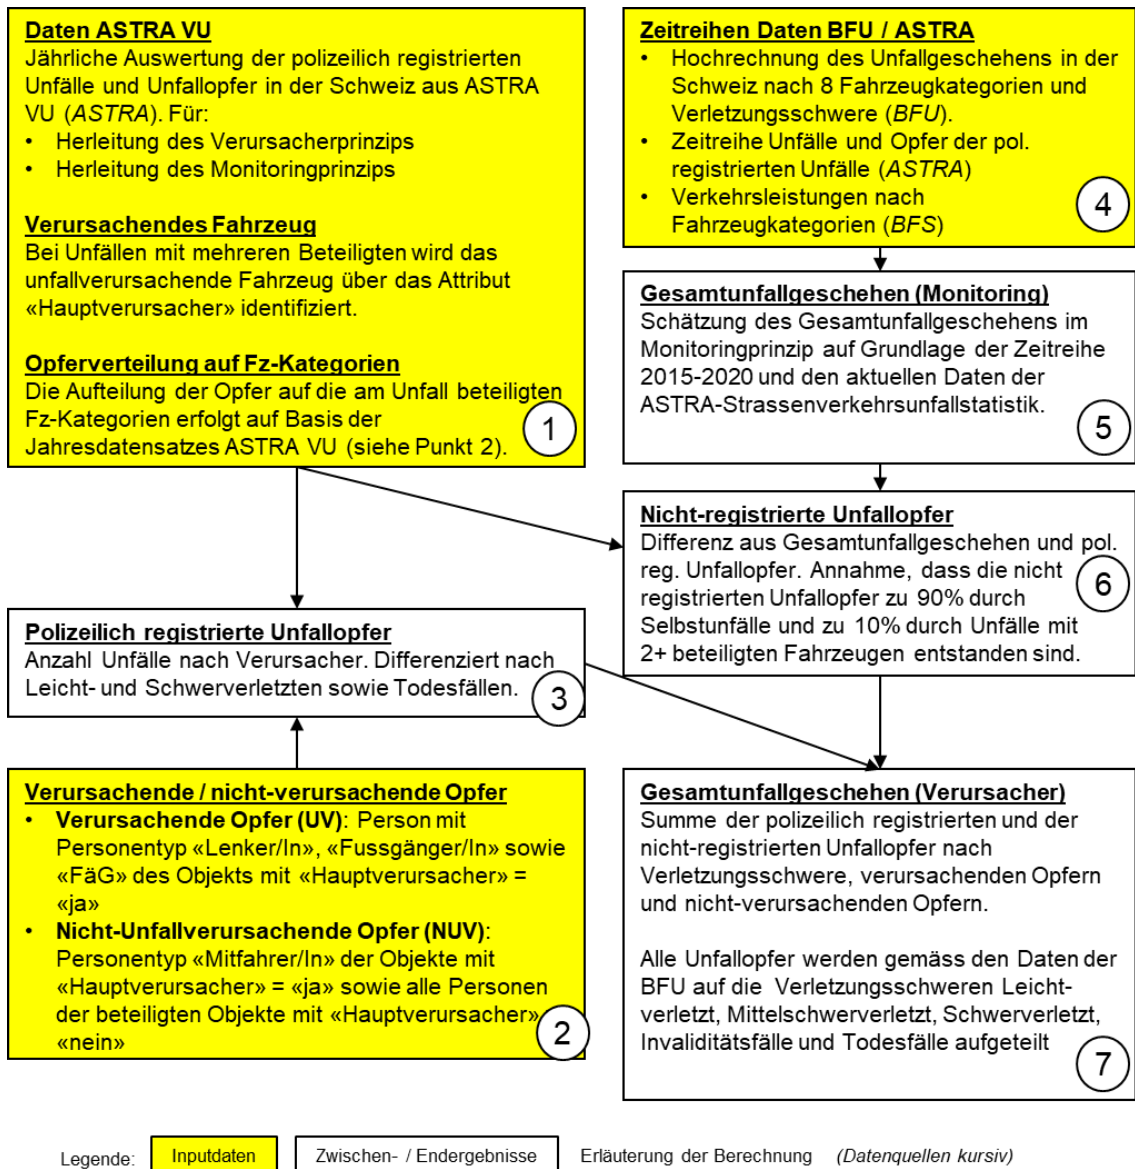 Daten ASTRA VU
Jährliche Auswertung der polizeilich registrierten
Unfälle und Unfallopfer in der Schweiz aus ASTRA
VU (ASTRA). Für:
• Herleitung des Verursacherprinzips
• Herleitung des Monitoringprinzips
Verursachendes Fahrzeug
Bei Unfällen mit mehreren Beteiligten wird das
unfallverursachende Fahrzeug über das Attribut
«Hauptverursacher» identifiziert.
Opferverteilung auf Fz-Kategorien
Die Aufteilung der Opfer auf die am Unfall beteiligten
Fz-Kategorien erfolgt auf Basis der
Jahresdatensatzes ASTRA VU (siehe Punkt 2).
1
Polizeilich registrierte Unfallopfer
Anzahl Unfälle nach Verursacher. Differenziert nach
Leicht- und Schwerverletzten sowie Todesfällen.
3
Verursachende / nicht-verursachende Opfer
• Verursachende Opfer (UV): Person mit
Personentyp «Lenker/In», «Fussgänger/In» sowie
«FäG» des Objekts mit «Hauptverursacher» =
«ja»
• Nicht-Unfallverursachende Opfer (NUV):
Personentyp «Mitfahrer/In» der Objekte mit
«Hauptverursacher» = «ja» sowie alle Personen
der beteiligten Objekte mit «Hauptverursacher»
«nein»
2
Zeitreihen Daten BFU / ASTRA
• Hochrechnung des Unfallgeschehens in der
Schweiz nach 8 Fahrzeugkategorien und
Verletzungsschwere (BFU).
• Zeitreihe Unfälle und Opfer der pol.
registrierten Unfälle (ASTRA)
• Verkehrsleistungen nach
Fahrzeugkategorien (BFS)
4
Gesamtunfallgeschehen (Monitoring)
Schätzung des Gesamtunfallgeschehens im
Monitoringprinzip auf Grundlage der Zeitreihe
2015-2020 und den aktuellen Daten der
ASTRA-Strassenverkehrsunfallstatistik.
5
Nicht-registrierte Unfallopfer
Differenz aus Gesamtunfallgeschehen und pol.
reg. Unfallopfer. Annahme, dass die nicht
registrierten Unfallopfer zu 90% durch
Selbstunfälle und zu 10% durch Unfälle mit
2+ beteiligten Fahrzeugen entstanden sind.
6
Gesamtunfallgeschehen (Verursacher)
Summe der polizeilich registrierten und der
nicht-registrierten Unfallopfer nach
Verletzungsschwere, verursachenden Opfern
und nicht-verursachenden Opfern.
Alle Unfallopfer werden gemäss den Daten der
BFU auf die Verletzungsschweren Leicht-
verletzt, Mittelschwerverletzt, Schwerverletzt,
Invaliditätsfälle und Todesfälle aufgeteilt
7
Legende: Inputdaten Zwischen- / Endergebnisse Erläuterung der Berechnung (Datenquellen kursiv)